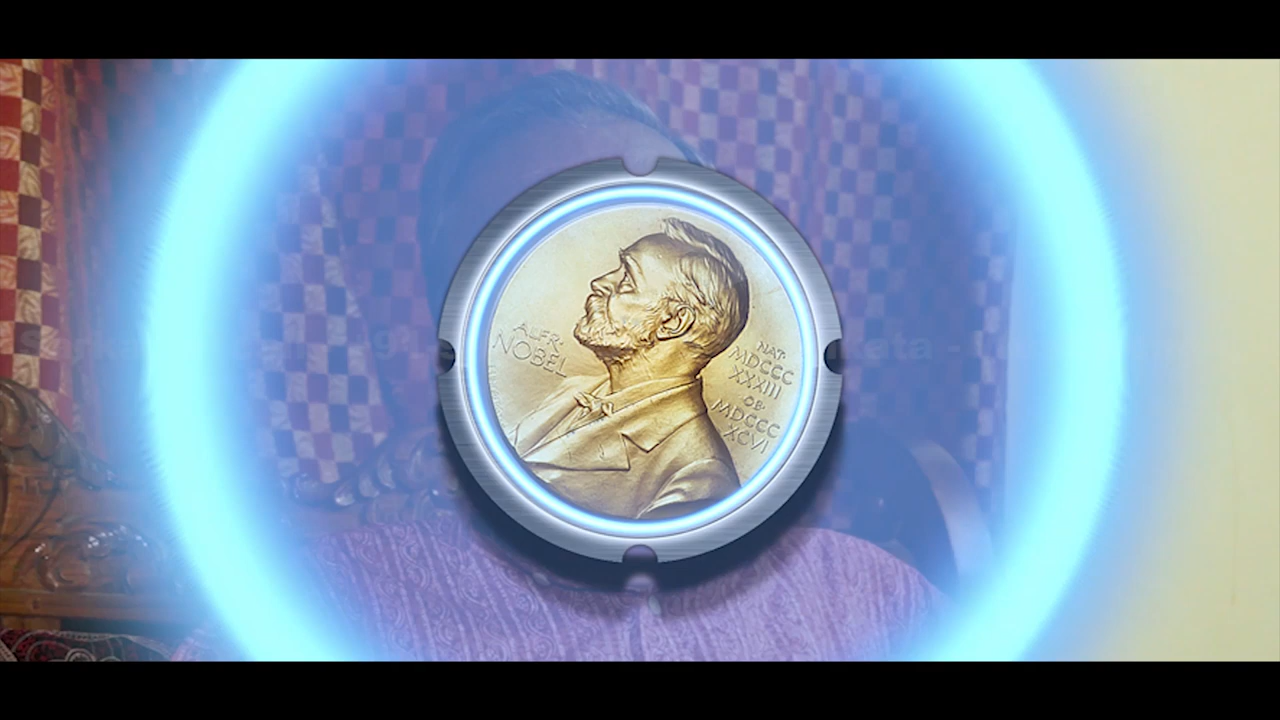 ALFR.
NOBEL
NAT.
MDCCC
XXXIII
OB.
MDCCC
XCVI